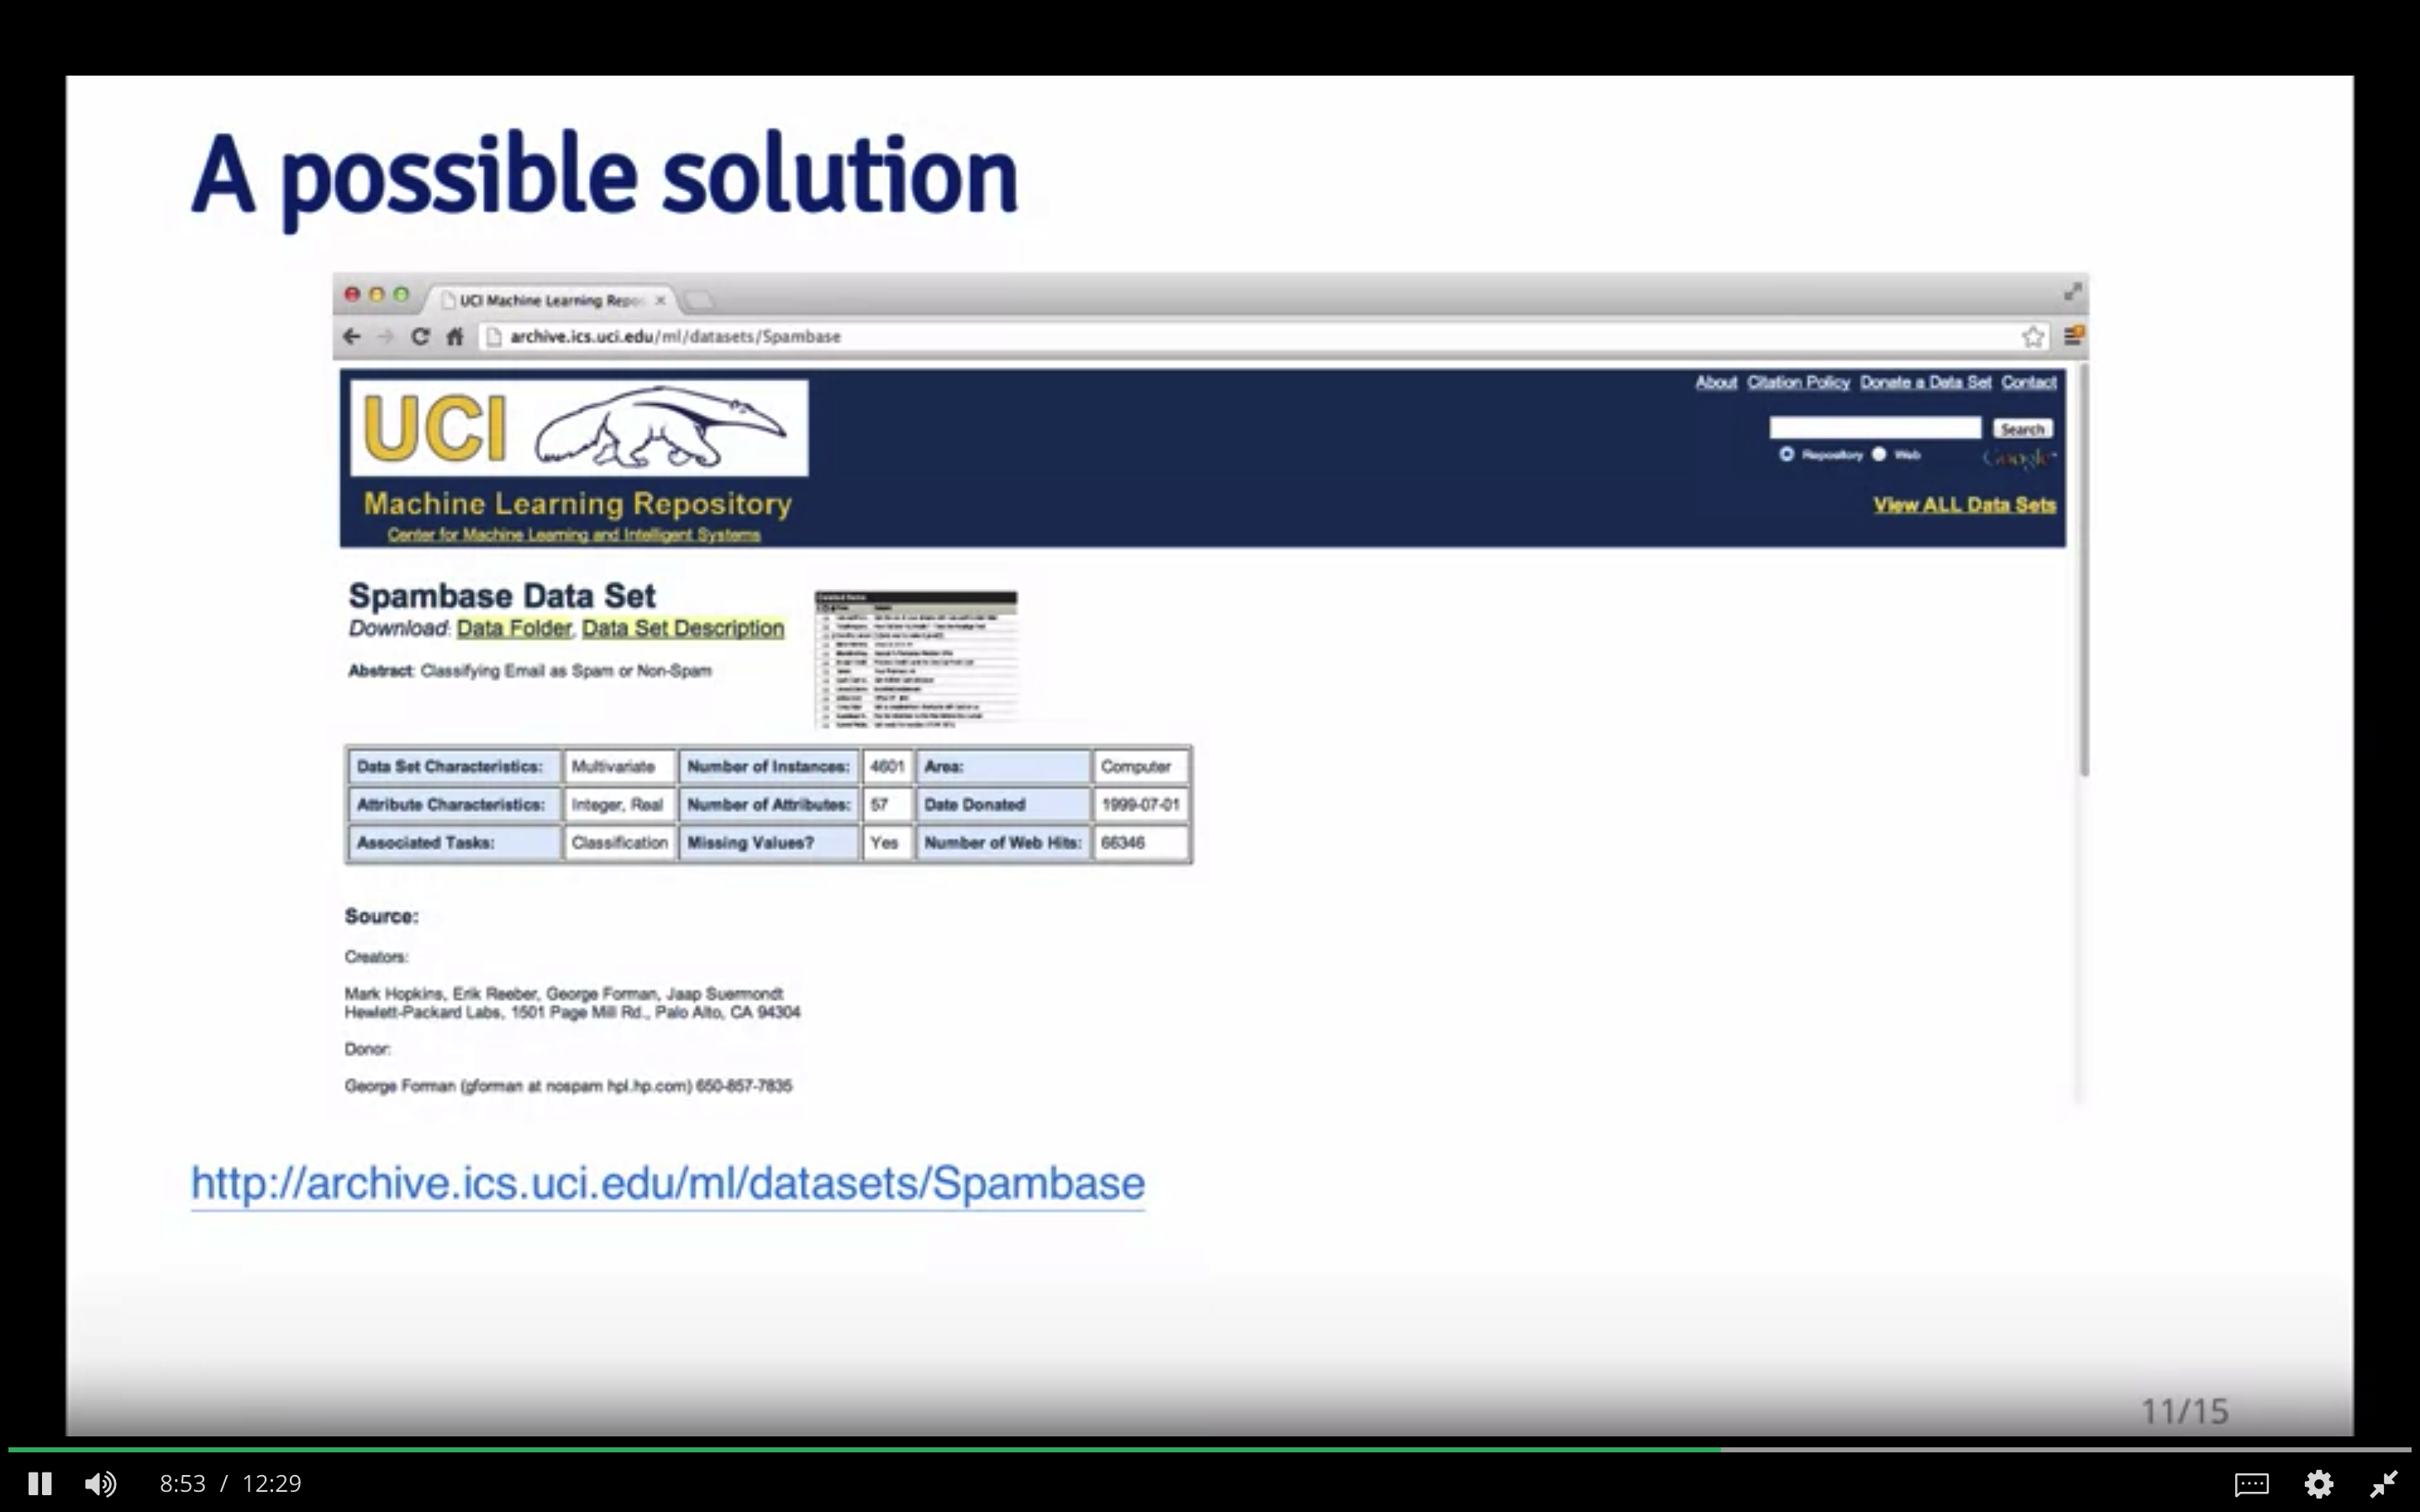 A possible solution
UCI Machine Learning Repo
archive.ics.uci.edu/ml/datasets/Spambase
About Citation Policy Donate a Data Set Contact
UCI
Search
Repository Web
Google
Machine Learning Repository
View ALL Data Sets
Center for Machine Learning and Intelligent Systems
Spambase Data Set
Download: Data Folder, Data Set Description
Abstract: Classifying Email as Spam or Non-Spam
Data Set Characteristics: Multivariate Number of Instances: 4601 Area: Computer
Attribute Characteristics: Integer, Real Number of Attributes: 57 Date Donated 1999-07-01
Associated Tasks: Classification Missing Values? Yes Number of Web Hits: 66346
Source:
Creators:
Mark Hopkins, Erik Reeber, George Forman, Jaap Suermondt
Hewlett-Packard Labs, 1501 Page Mill Rd., Palo Alto, CA 94304
Donor:
George Forman (gforman at nospam hpl.hp.com) 650-857-7835
http://archive.ics.uci.edu/ml/datasets/Spambase
11/15
8:53 / 12:29